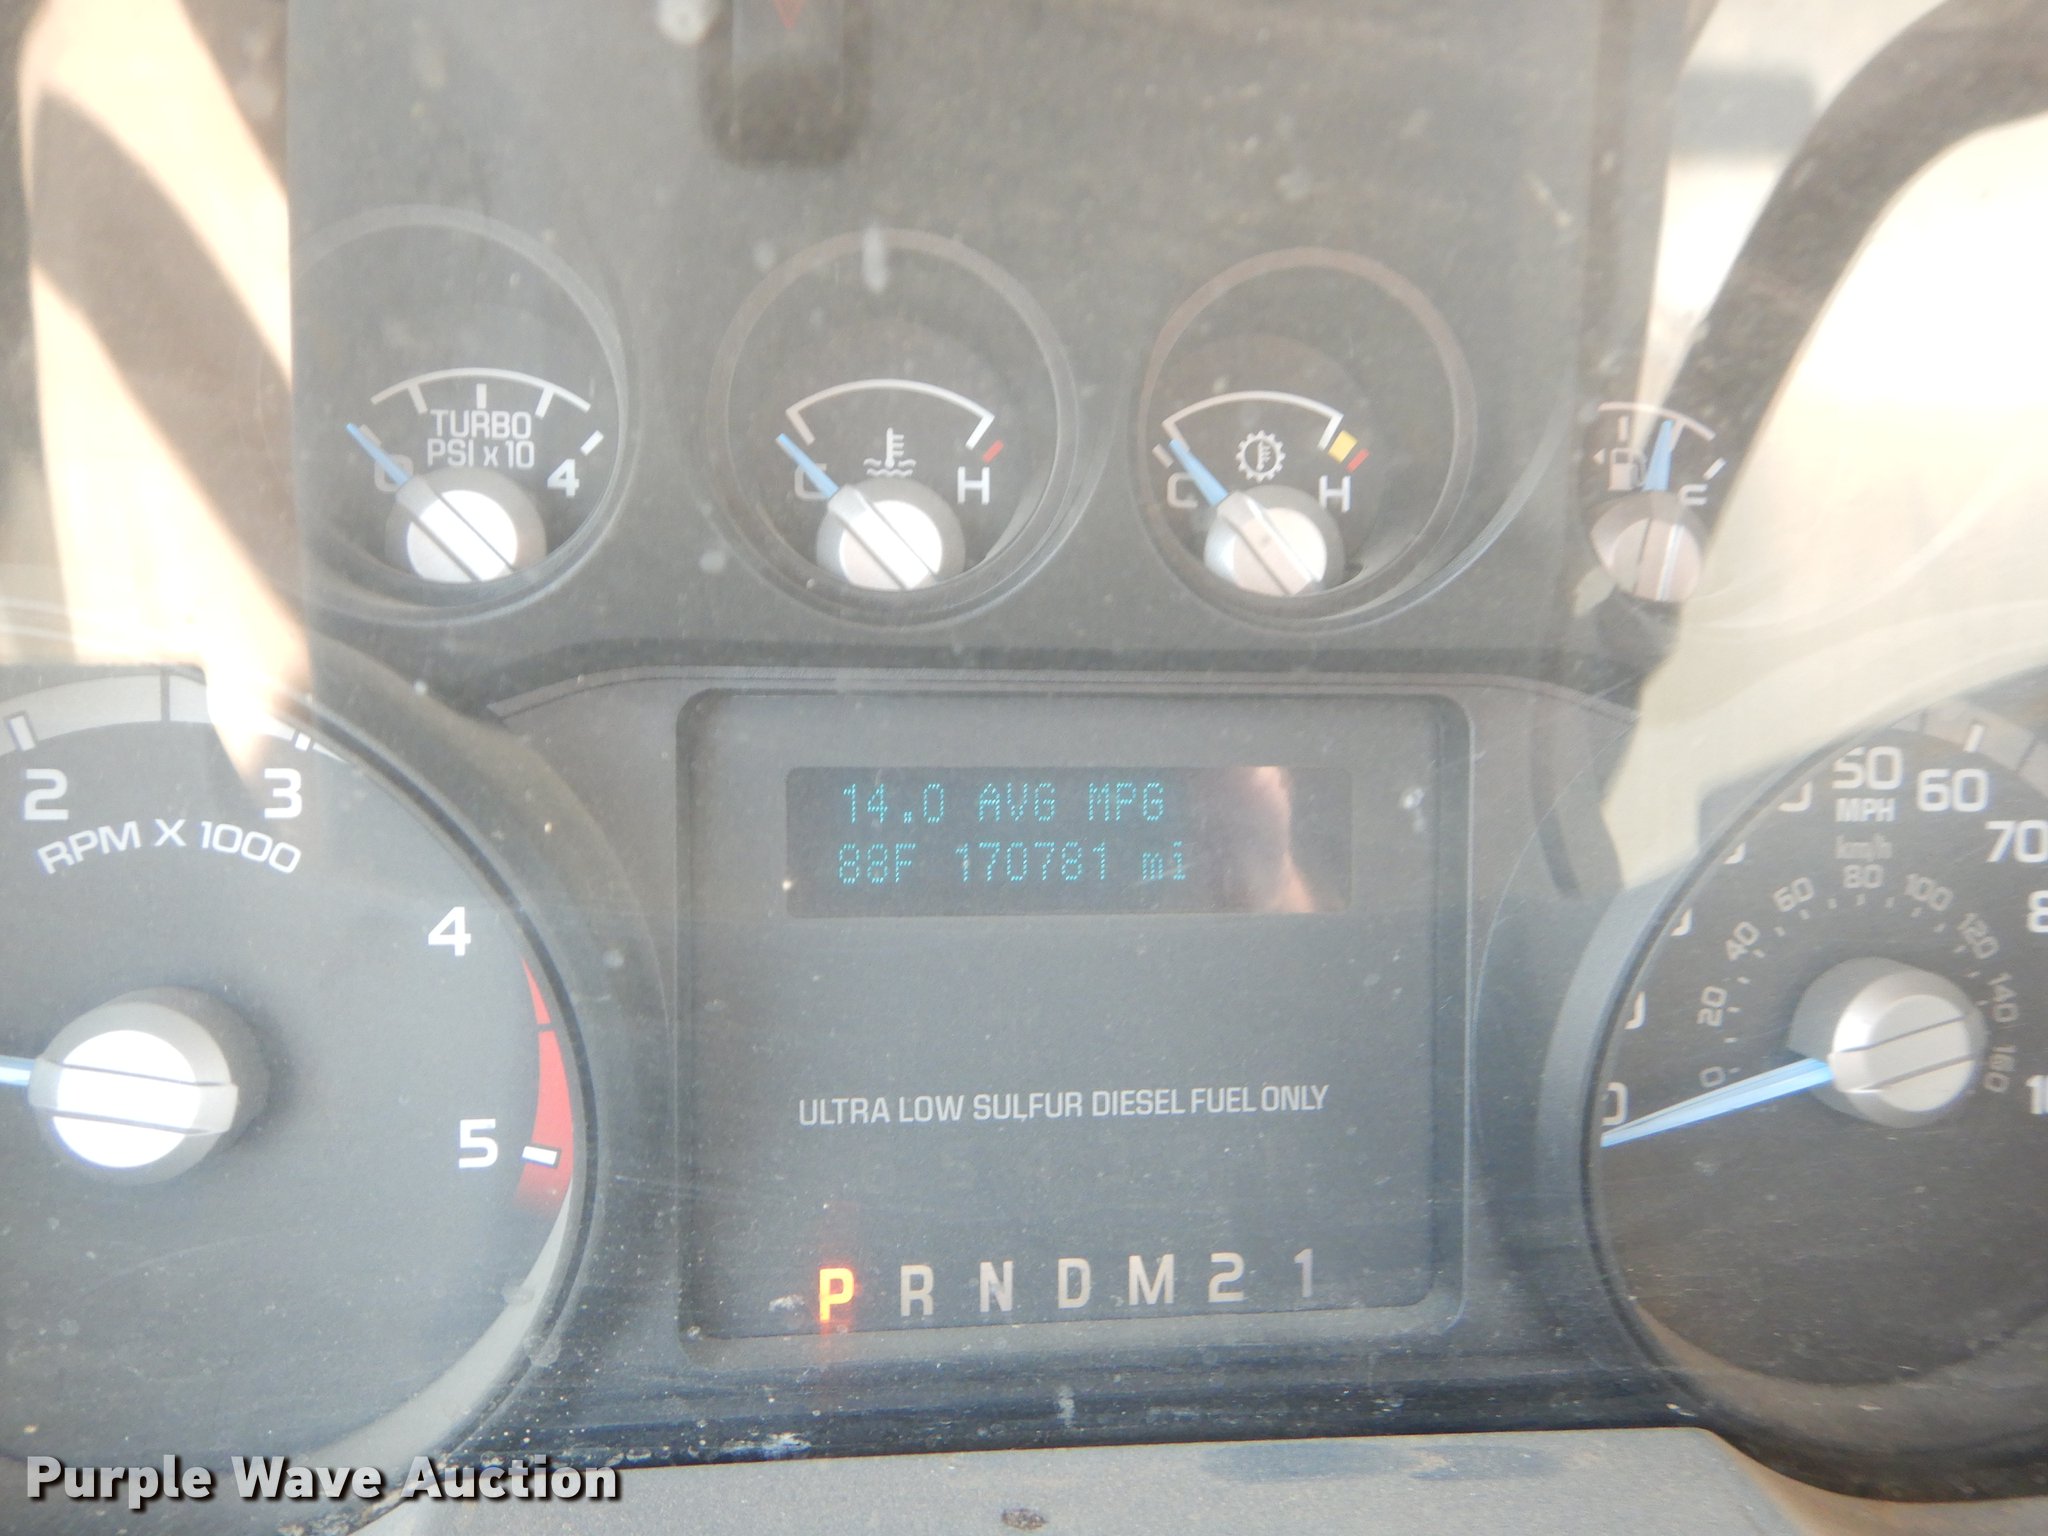 TURBO
PSI x 10
0
4
C
H
C
H
2
3
RPM X 1000
4
5
14.0 AVG MPG
88F 170781 mi
ULTRA LOW SULFUR DIESEL FUEL ONLY
P R N D M 2 1
50
60
70
MPH
km/h
0
20
40
60
80
100
120
140
160
Purple Wave Auction